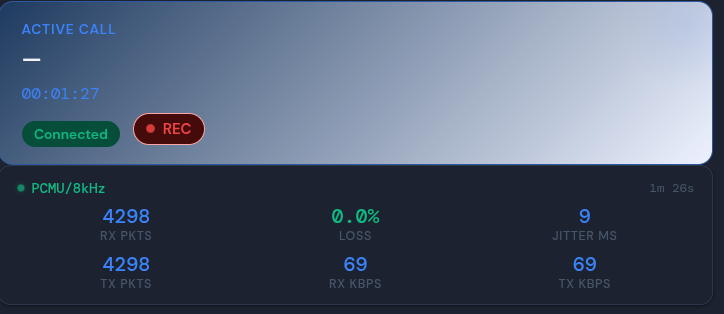 ACTIVE CALL
—
00:01:27
Connected
REC
PCMU/8kHz 1m 26s
4298 0.0% 9
RX PKTS LOSS JITTER MS
4298 69 69
TX PKTS RX KBPS TX KBPS